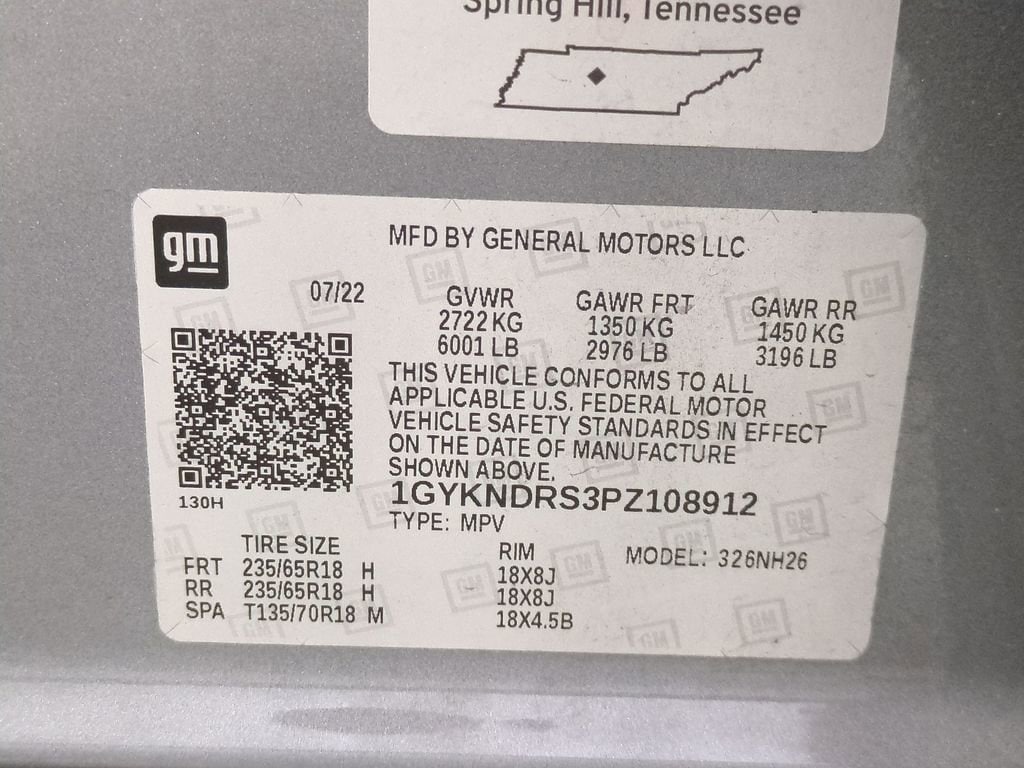 Spring Hill, Tennessee
gm
MFD BY GENERAL MOTORS LLC
07/22
GVWR GAWR FRT GAWR RR
2722 KG 1350 KG 1450 KG
6001 LB 2976 LB 3196 LB
THIS VEHICLE CONFORMS TO ALL
APPLICABLE U.S. FEDERAL MOTOR
VEHICLE SAFETY STANDARDS IN EFFECT
ON THE DATE OF MANUFACTURE
SHOWN ABOVE.
130H
1GYKNDRS3PZ108912
TYPE: MPV
TIRE SIZE RIM MODEL: 326NH26
FRT 235/65R18 H 18X8J
RR 235/65R18 H 18X8J
SPA T135/70R18 M 18X4.5B